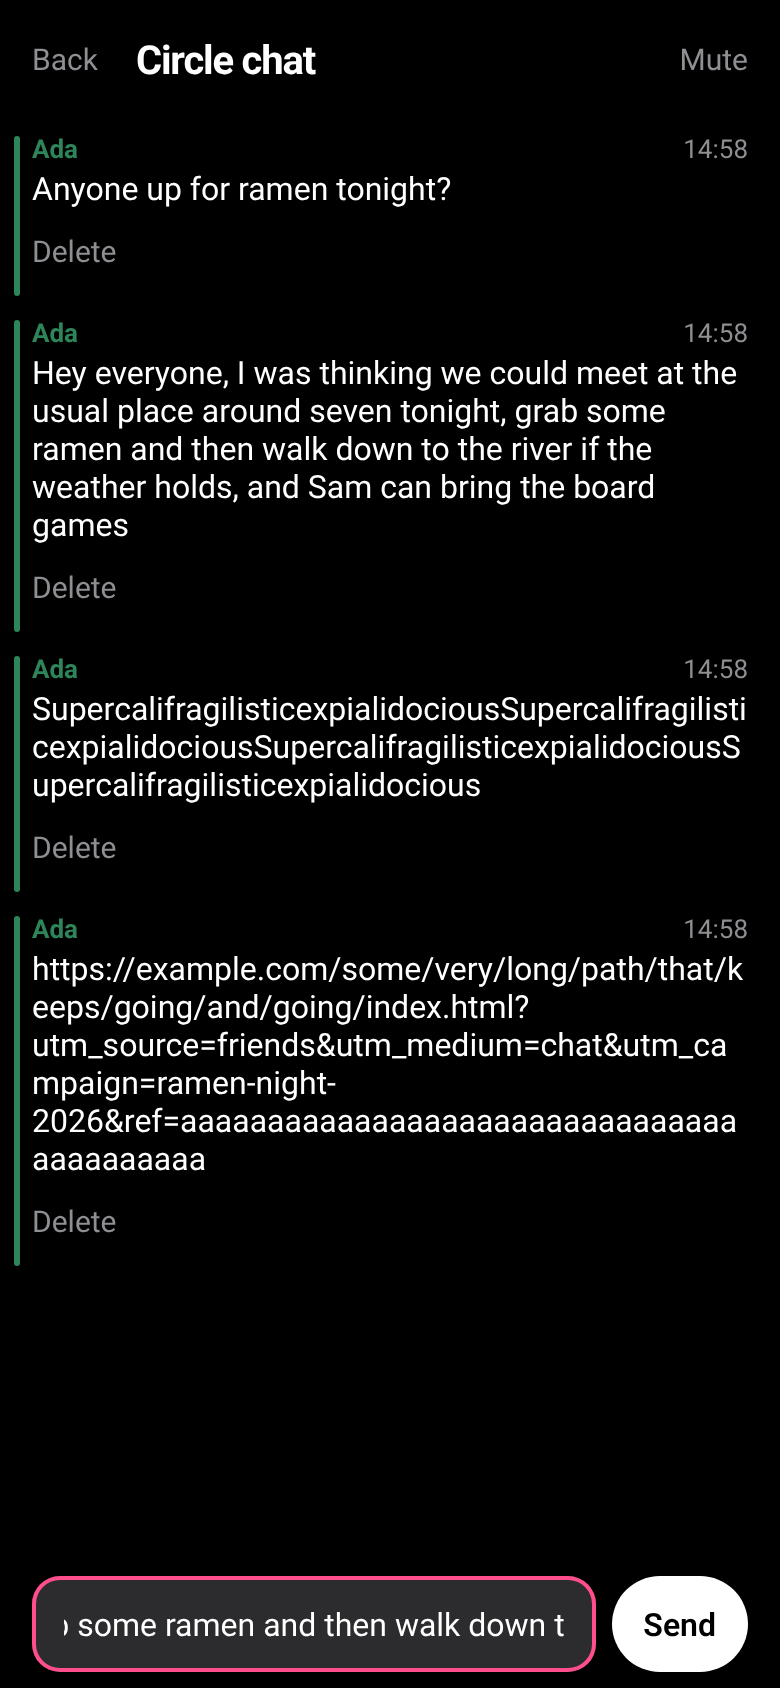 Back Circle chat Mute
Ada 14:58
Anyone up for ramen tonight?
Delete
Ada 14:58
Hey everyone, I was thinking we could meet at the
usual place around seven tonight, grab some
ramen and then walk down to the river if the
weather holds, and Sam can bring the board
games
Delete
Ada 14:58
SupercalifragilisticexpialidociousSupercalifragilisti
cexpialidociousSupercalifragilisticexpialidociousS
upercalifragilisticexpialidocious
Delete
Ada 14:58
https://example.com/some/very/long/path/that/k
eeps/going/and/going/index.html?
utm_source=friends&utm_medium=chat&utm_ca
mpaign=ramen-night-
2026&ref=aaaaaaaaaaaaaaaaaaaaaaaaaaaaaaaa
aaaaaaaaaa
Delete
some ramen and then walk down t
Send